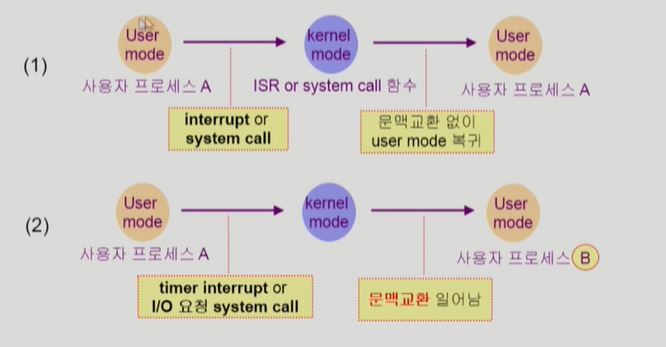 User
mode
kernel
mode
User
mode
(1)
사용자 프로세스 A
ISR or system call 함수
사용자 프로세스 A
interrupt or
system call
문맥교환 없이
user mode 복귀
User
mode
kernel
mode
User
mode
(2)
사용자 프로세스 A
사용자 프로세스 B
timer interrupt or
I/O 요청 system call
문맥교환 일어남